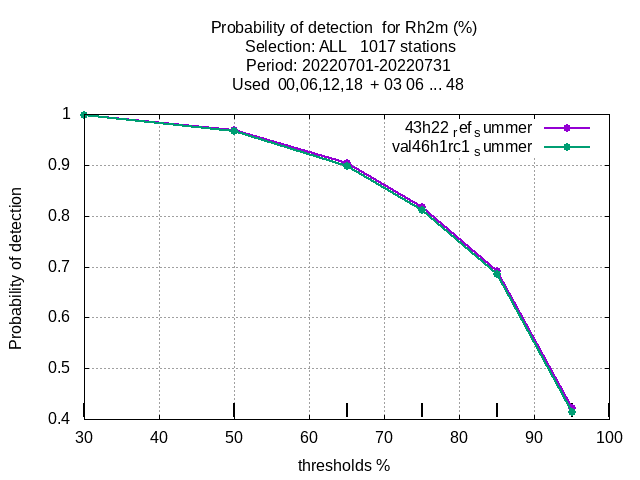 Probability of detection  for Rh2m (%)
Selection: ALL   1017 stations
Period: 20220701-20220731
Used  00,06,12,18  + 03 06 ... 48
43h22 ref summer
val46h1rc1 summer
1
0.9
0.8
0.7
0.6
0.5
0.4
Probability of detection
30 40 50 60 70 80 90 100
thresholds %